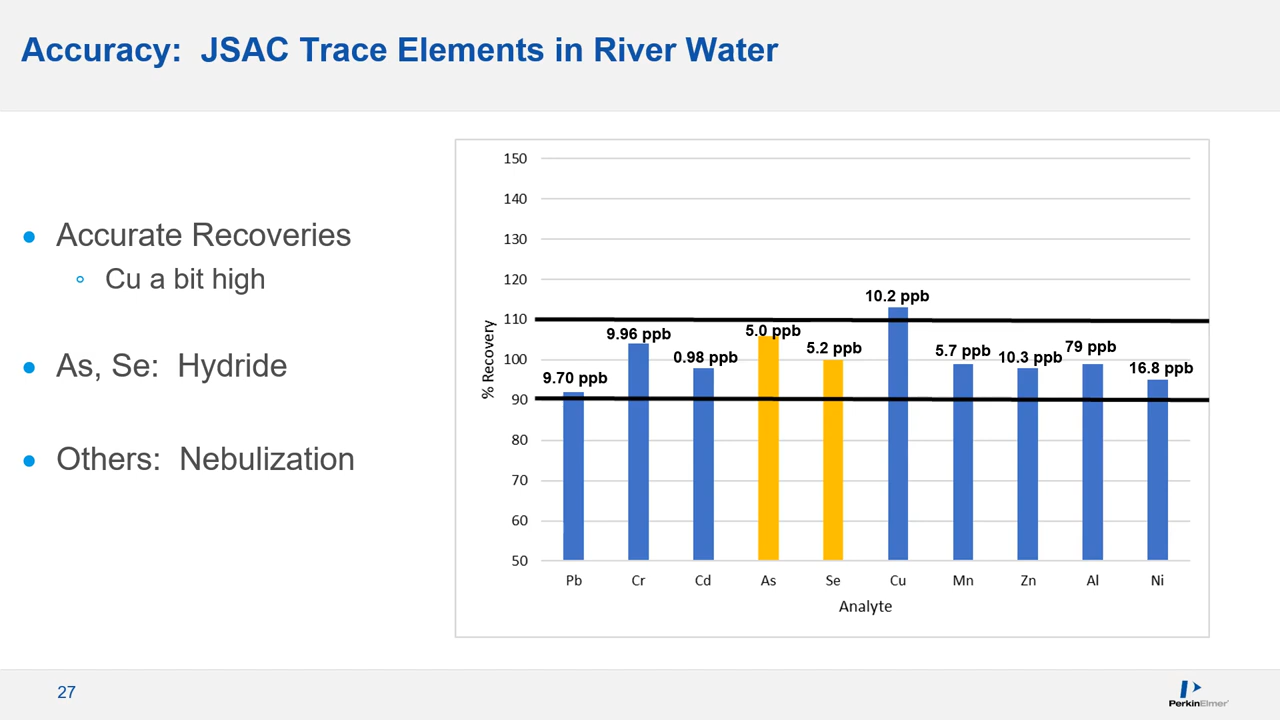 Accuracy:  JSAC Trace Elements in River Water
● Accurate Recoveries
○ Cu a bit high
● As, Se:  Hydride
● Others:  Nebulization
150
140
130
120
110
100
90
80
70
60
50
% Recovery
9.70 ppb
9.96 ppb
0.98 ppb
5.0 ppb
5.2 ppb
10.2 ppb
5.7 ppb
10.3 ppb
79 ppb
16.8 ppb
Pb Cr Cd As Se Cu Mn Zn Al Ni
Analyte
27
PerkinElmer